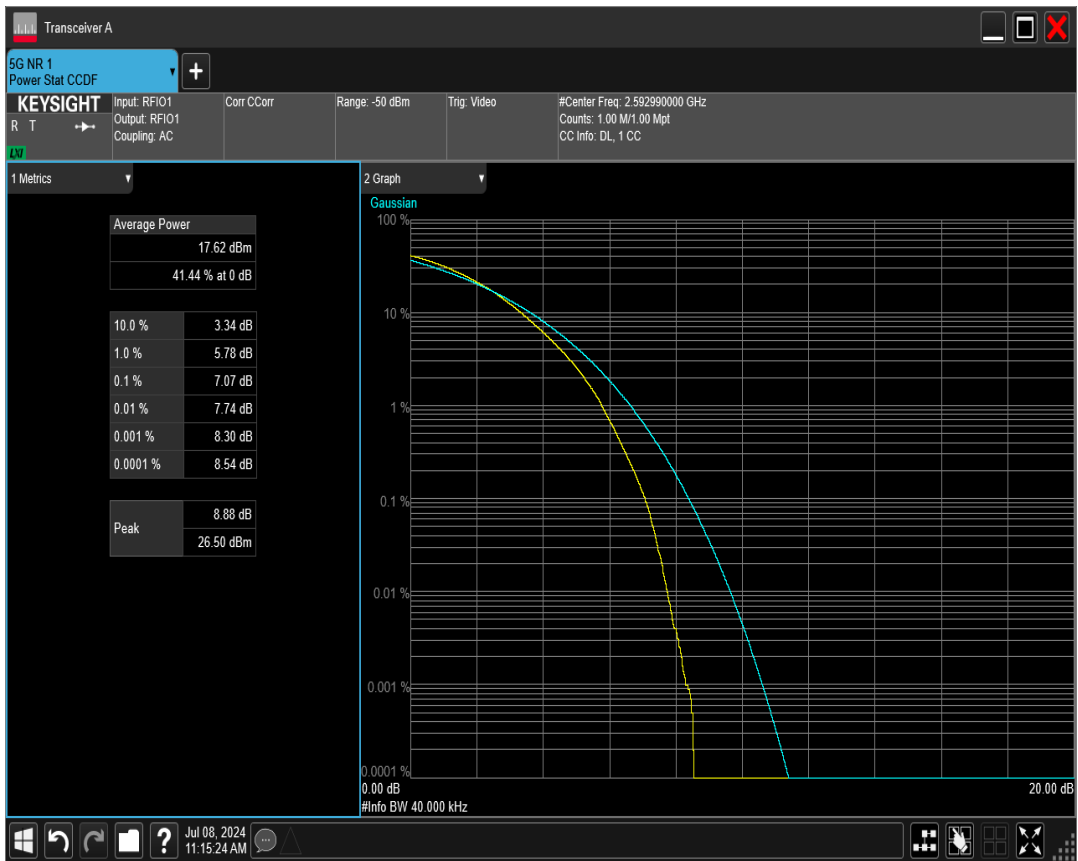 Transceiver A
5G NR 1
Power Stat CCDF
+
KEYSIGHT
R T
LXI
Input: RFIO1
Output: RFIO1
Coupling: AC
Corr CCorr
Range: -50 dBm
Trig: Video
#Center Freq: 2.592990000 GHz
Counts: 1.00 M/1.00 Mpt
CC Info: DL, 1 CC
1 Metrics
Average Power
17.62 dBm
41.44 % at 0 dB
10.0 % 3.34 dB
1.0 % 5.78 dB
0.1 % 7.07 dB
0.01 % 7.74 dB
0.001 % 8.30 dB
0.0001 % 8.54 dB
Peak 8.88 dB
26.50 dBm
2 Graph
Gaussian
100 %
10 %
1 %
0.1 %
0.01 %
0.001 %
0.0001 %
0.00 dB 20.00 dB
#Info BW 40.000 kHz
?
Jul 08, 2024
11:15:24 AM